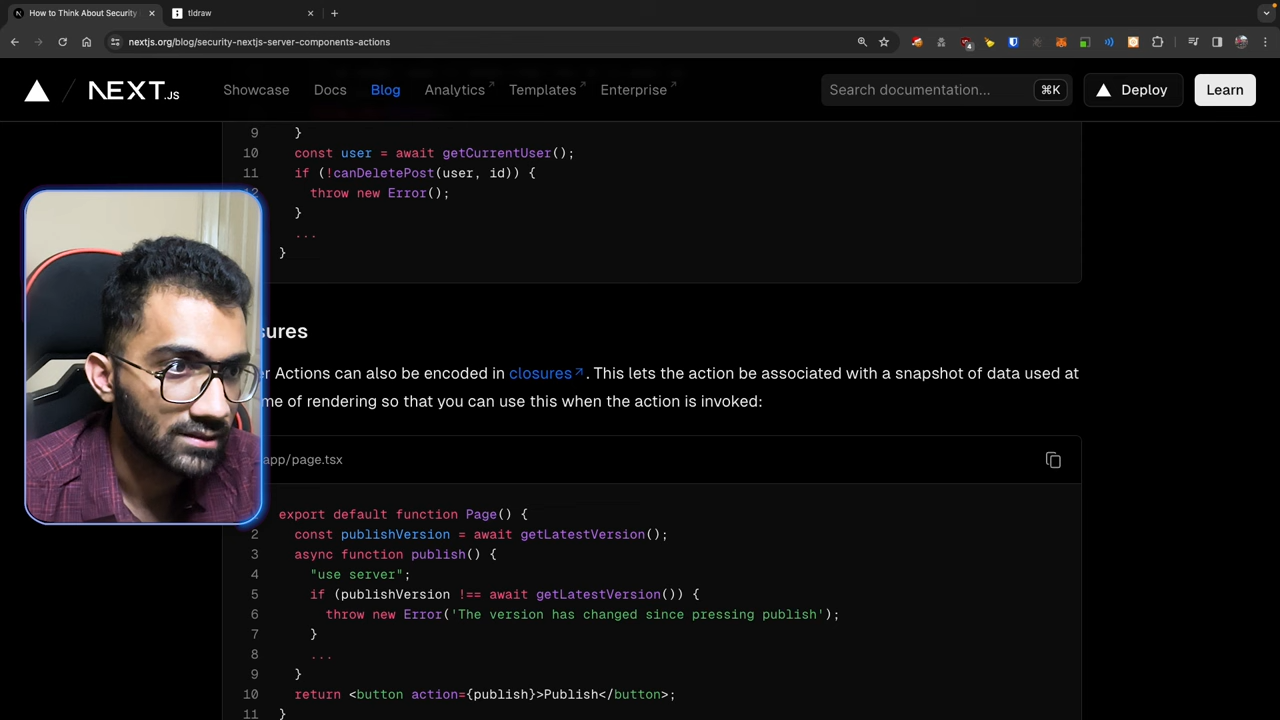 How to Think About Security
tldraw
nextjs.org/blog/security-nextjs-server-components-actions
NEXT.JS
Showcase
Docs
Blog
Analytics
Templates
Enterprise
Search documentation... ⌘K
Deploy
Learn
9 }
10 const user = await getCurrentUser();
11 if (!canDeletePost(user, id)) {
12 throw new Error();
}
...
}
sures
er Actions can also be encoded in closures. This lets the action be associated with a snapshot of data used at
me of rendering so that you can use this when the action is invoked:
app/page.tsx
export default function Page() {
2 const publishVersion = await getLatestVersion();
3 async function publish() {
4 "use server";
5 if (publishVersion !== await getLatestVersion()) {
6 throw new Error('The version has changed since pressing publish');
7 }
8 ...
9 }
10 return <button action={publish}>Publish</button>;
11 }